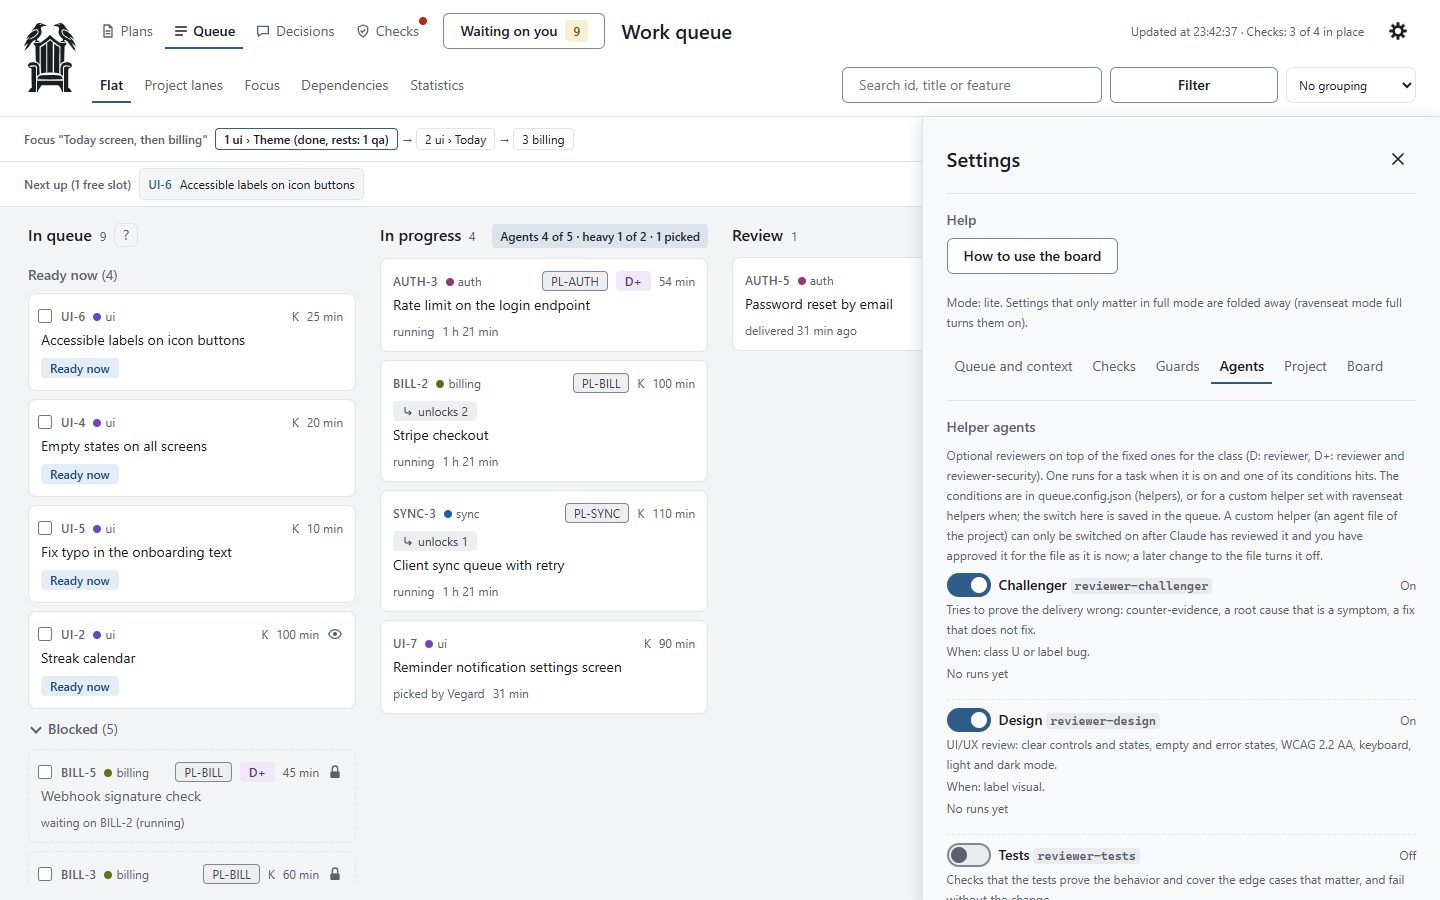 Plans
Queue
Decisions
Checks
Waiting on you 9
Work queue
Updated at 23:42:37 · Checks: 3 of 4 in place
Flat
Project lanes
Focus
Dependencies
Statistics
Search id, title or feature
Filter
No grouping
Focus "Today screen, then billing" 1 ui › Theme (done, rests: 1 qa) → 2 ui › Today → 3 billing
Next up (1 free slot) UI-6 Accessible labels on icon buttons
In queue 9 ?
Ready now (4)
UI-6 ui K 25 min
Accessible labels on icon buttons
Ready now
UI-4 ui K 20 min
Empty states on all screens
Ready now
UI-5 ui K 10 min
Fix typo in the onboarding text
Ready now
UI-2 ui K 100 min
Streak calendar
Ready now
Blocked (5)
BILL-5 billing PL-BILL D+ 45 min
Webhook signature check
waiting on BILL-2 (running)
BILL-3 billing PL-BILL K 60 min
In progress 4 Agents 4 of 5 · heavy 1 of 2 · 1 picked
AUTH-3 auth PL-AUTH D+ 54 min
Rate limit on the login endpoint
running 1 h 21 min
BILL-2 billing PL-BILL K 100 min
↳ unlocks 2
Stripe checkout
running 1 h 21 min
SYNC-3 sync PL-SYNC K 110 min
↳ unlocks 1
Client sync queue with retry
running 1 h 21 min
UI-7 ui K 90 min
Reminder notification settings screen
picked by Vegard 31 min
Review 1
AUTH-5 auth
Password reset by email
delivered 31 min ago
Settings
Help
How to use the board
Mode: lite. Settings that only matter in full mode are folded away (ravenseat mode full
turns them on).
Queue and context
Checks
Guards
Agents
Project
Board
Helper agents
Optional reviewers on top of the fixed ones for the class (D: reviewer, D+: reviewer and
reviewer-security). One runs for a task when it is on and one of its conditions hits. The
conditions are in queue.config.json (helpers), or for a custom helper set with ravenseat
helpers when; the switch here is saved in the queue. A custom helper (an agent file of
the project) can only be switched on after Claude has reviewed it and you have
approved it for the file as it is now; a later change to the file turns it off.
Challenger reviewer-challenger On
Tries to prove the delivery wrong: counter-evidence, a root cause that is a symptom, a fix
that does not fix.
When: class U or label bug.
No runs yet
Design reviewer-design On
UI/UX review: clear controls and states, empty and error states, WCAG 2.2 AA, keyboard,
light and dark mode.
When: label visual.
No runs yet
Tests reviewer-tests Off
Checks that the tests prove the behavior and cover the edge cases that matter, and fail
without the change.